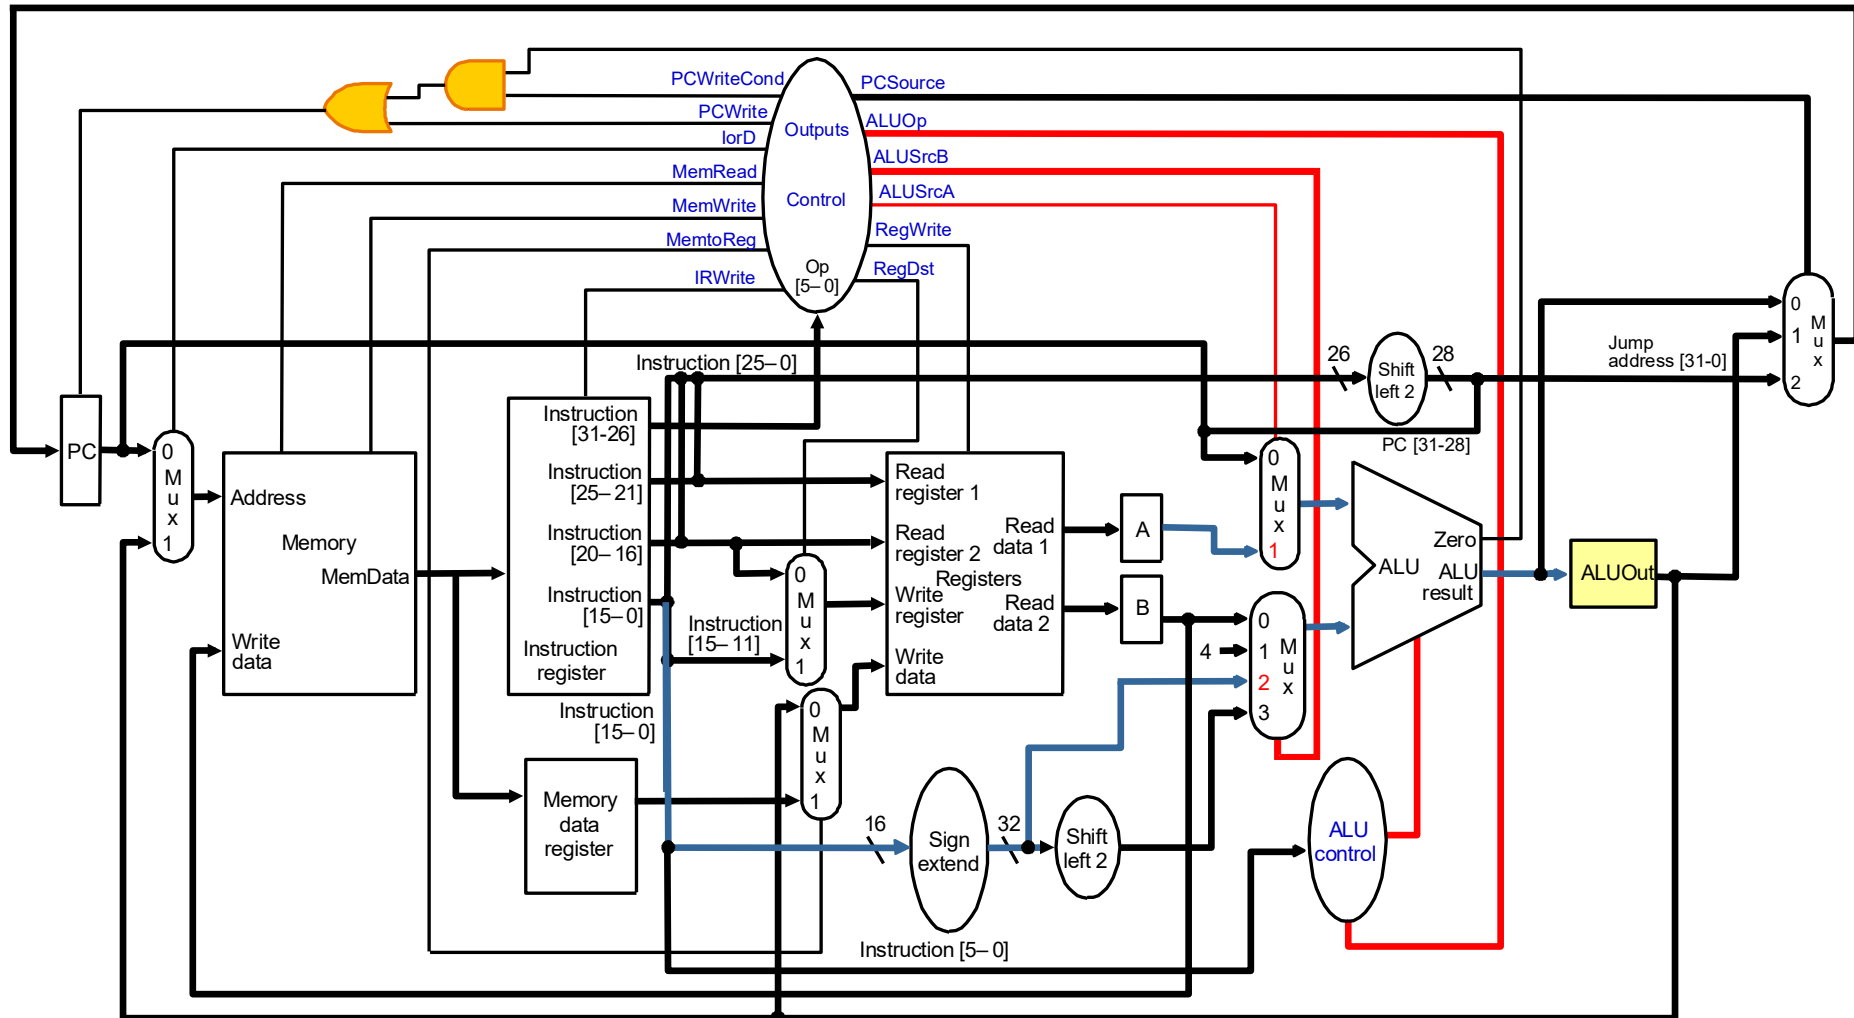 PCWriteCond
PCSource
PCWrite
ALUOp
Outputs
IorD
ALUSrcB
MemRead
ALUSrcA
Control
MemWrite
RegWrite
MemtoReg
RegDst
Op
[5–0]
IRWrite
Instruction [25–0]
26
Shift
left 2
28
Jump
address [31-0]
0
1
2
M
u
x
PC [31-28]
PC
0
M
u
x
1
Address
Memory
MemData
Write
data
Instruction
[31-26]
Instruction
[25–21]
Instruction
[20–16]
Instruction
[15–0]
Instruction
register
Instruction
[15–11]
0
M
u
x
1
Read
register 1
Read
register 2
Registers
Write
register
Write
data
Read
data 1
Read
data 2
A
B
0
M
u
x
1
0
4
1
2
3
M
u
x
Zero
ALU
ALU
result
ALUOut
Instruction
[15–0]
0
M
u
x
1
Memory
data
register
16
Sign
extend
32
Shift
left 2
ALU
control
Instruction [5–0]